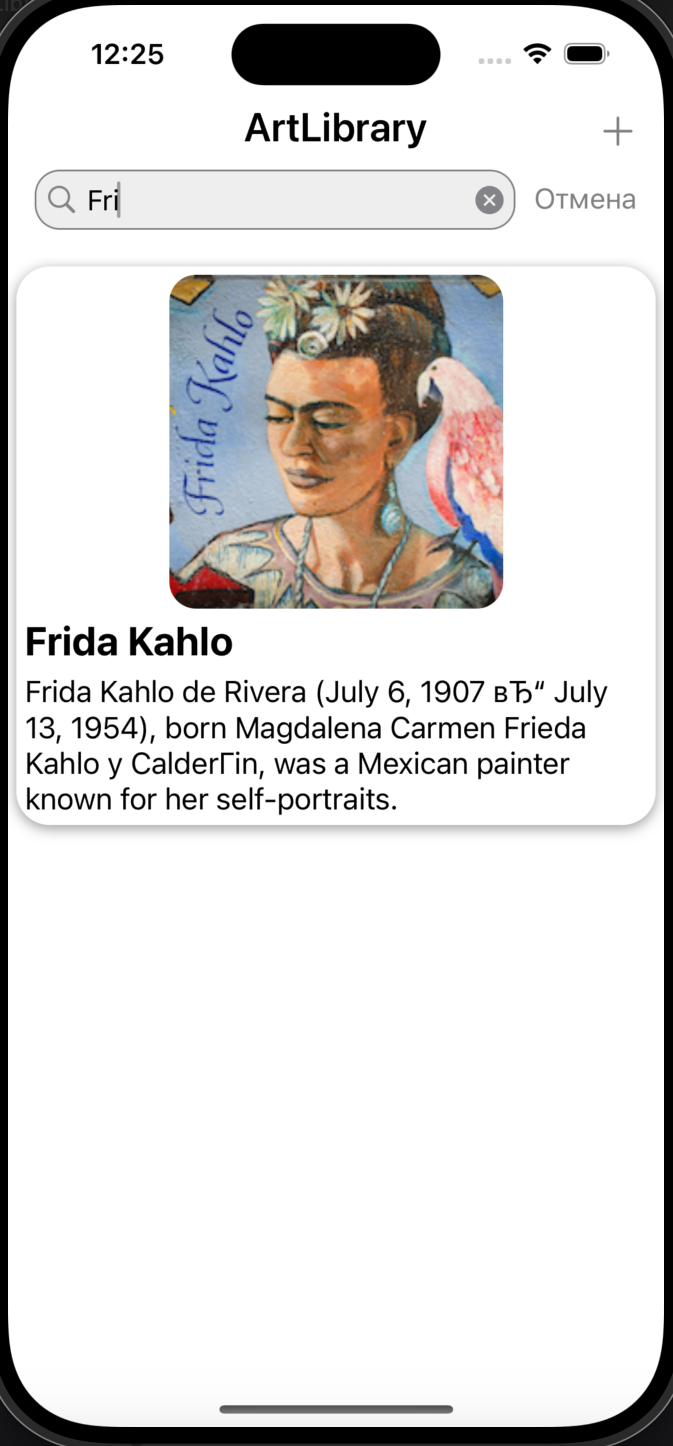 12:25
ArtLibrary
Fri
Отмена
Frida Kahlo
Frida Kahlo
Frida Kahlo de Rivera (July 6, 1907 вЂ“ July
13, 1954), born Magdalena Carmen Frieda
Kahlo y CalderГіn, was a Mexican painter
known for her self-portraits.